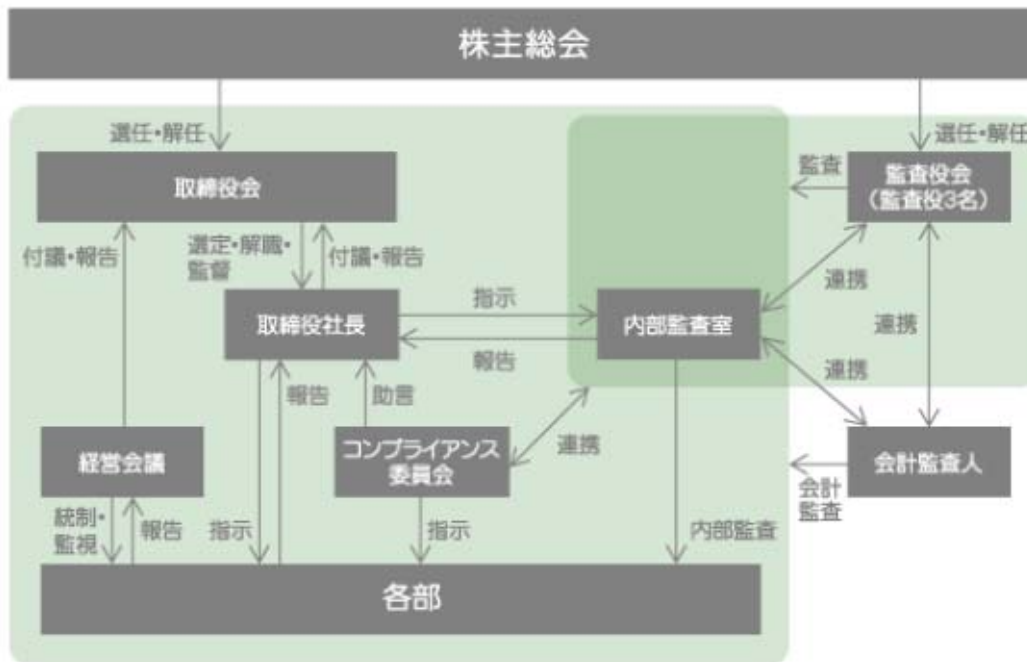 株主総会
選任・解任
選任・解任
取締役会
監査
監査役会
（監査役3名）
付議・報告
選定・解職・
監督
付議・報告
連携
取締役社長
指示
内部監査室
連携
報告
連携
報告
助言
経営会議
コンプライアンス
委員会
連携
会計監査人
統制・
監視
報告
指示
指示
内部監査
会計
監査
各部